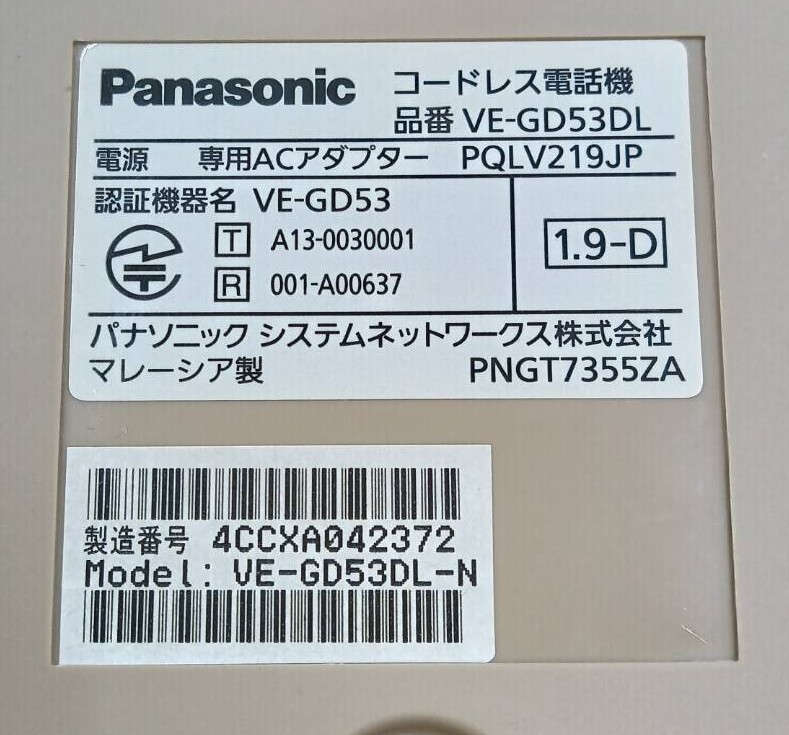 Panasonic コードレス電話機
品番 VE-GD53DL
電源 専用ACアダプター PQLV219JP
認証機器名 VE-GD53
T A13-0030001
R 001-A00637
1.9-D
パナソニック システムネットワークス株式会社
マレーシア製 PNGT7355ZA
製造番号 4CCXA042372
Model: VE-GD53DL-N